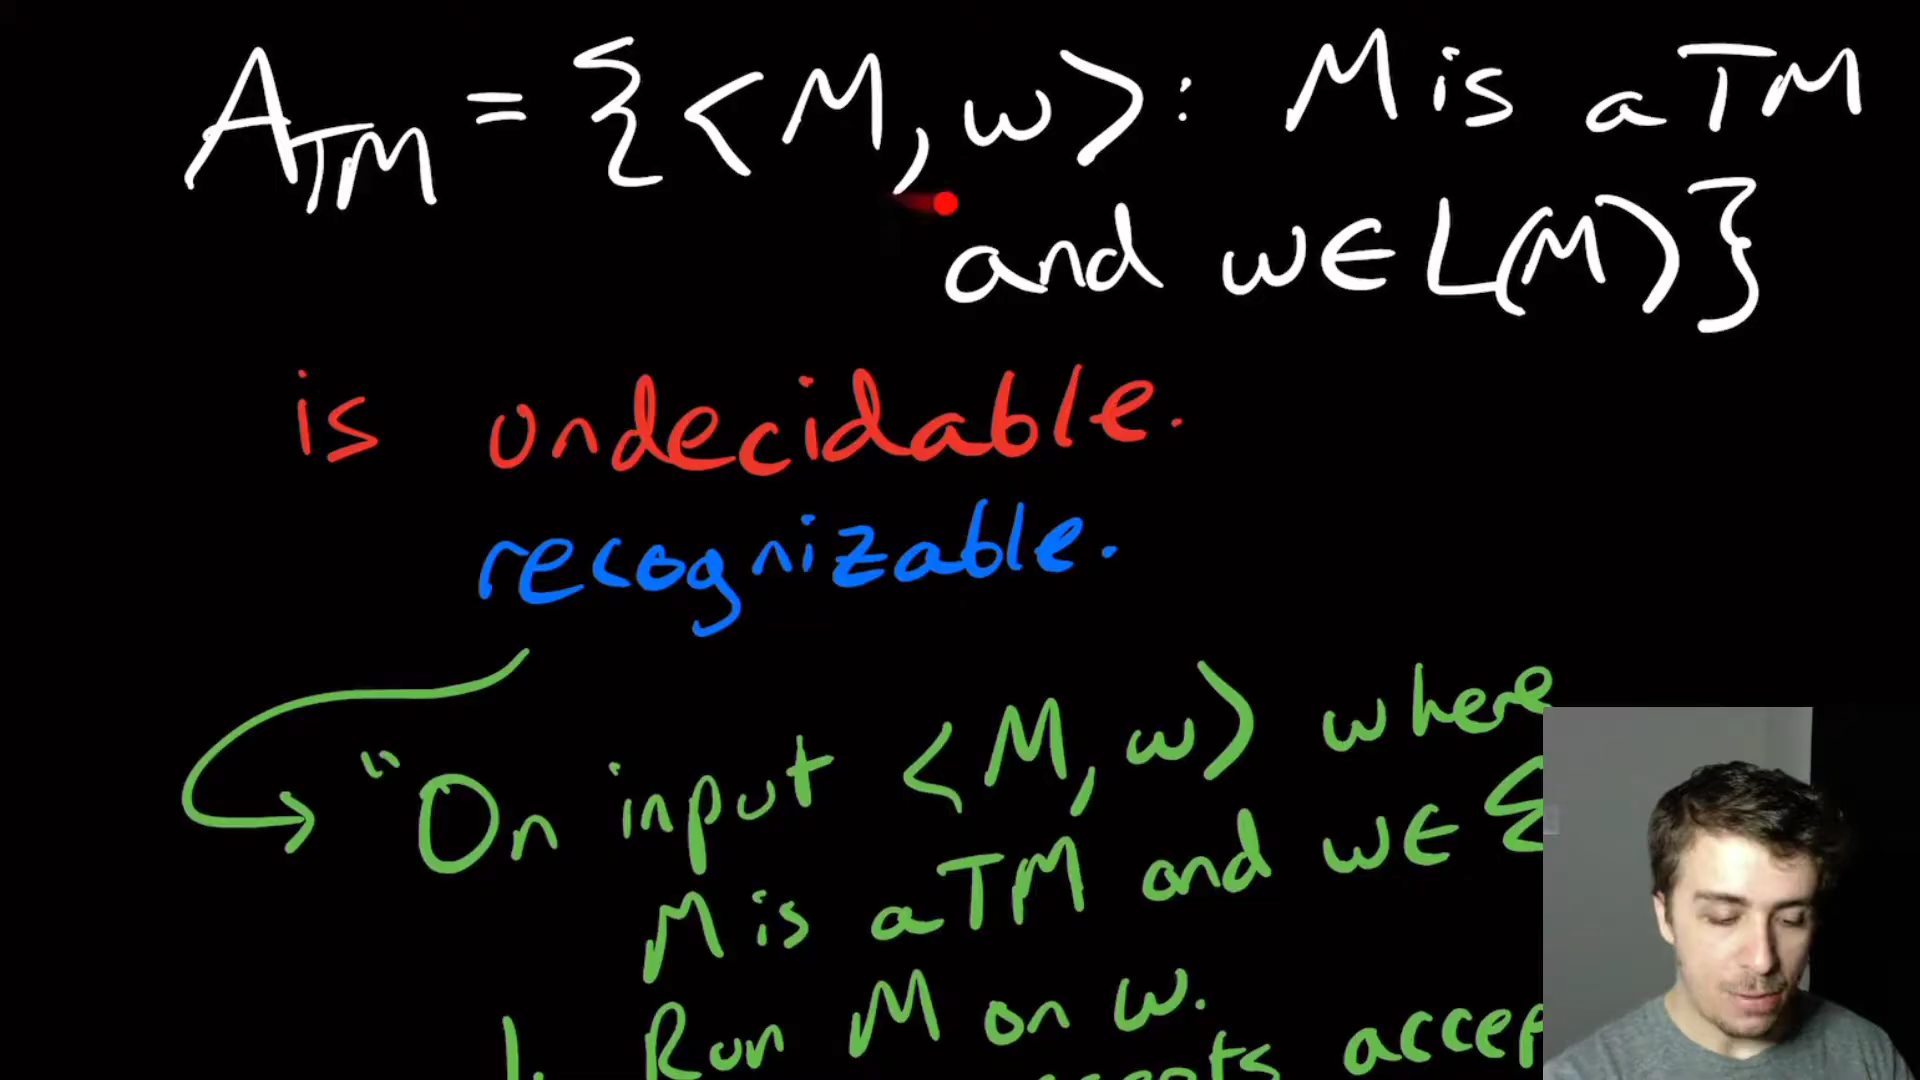 A_TM = {<M, w>: M is a TM
and w∈L(M)}
is undecidable.
recognizable.
"On input <M, w> where
M is a TM and w∈ Σ
1. Run M on w.
accep